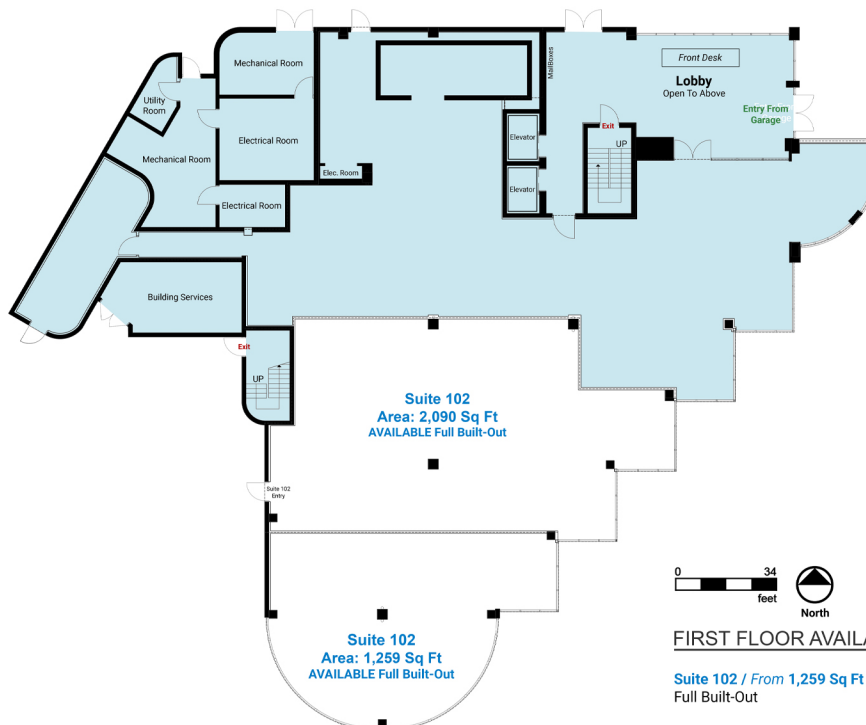 Mechanical Room
Utility
Room
Mechanical Room
Electrical Room
Electrical Room
Elec. Room
MailBoxes
Front Desk
Lobby
Open To Above
Entry From
Garage
Elevator
Elevator
Exit
UP
Building Services
Exit
UP
Suite 102
Area: 2,090 Sq Ft
AVAILABLE Full Built-Out
Suite 102
Entry
Suite 102
Area: 1,259 Sq Ft
AVAILABLE Full Built-Out
0 34
feet
North
FIRST FLOOR AVAILA
Suite 102 / From 1,259 Sq Ft
Full Built-Out